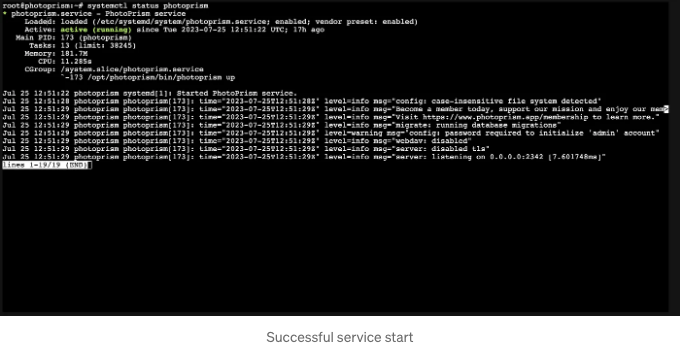 root@photoprism:~# systemctl status photoprism
* photoprism.service - PhotoPrism service
Loaded: loaded (/etc/systemd/system/photoprism.service; enabled; vendor preset: enabled)
Active: active (running) since Tue 2023-07-25 12:51:22 UTC; 17h ago
Main PID: 173 (photoprism)
Tasks: 13 (limit: 38245)
Memory: 181.7M
CPU: 11.285s
CGroup: /system.slice/photoprism.service
`-173 /opt/photoprism/bin/photoprism up
Jul 25 12:51:22 photoprism systemd[1]: Started PhotoPrism service.
Jul 25 12:51:28 photoprism photoprism[173]: time="2023-07-25T12:51:28Z" level=info msg="config: case-insensitive file system detected"
Jul 25 12:51:29 photoprism photoprism[173]: time="2023-07-25T12:51:29Z" level=info msg="Become a member today, support our mission and enjoy our mem>
Jul 25 12:51:29 photoprism photoprism[173]: time="2023-07-25T12:51:29Z" level=info msg="Visit https://www.photoprism.app/membership to learn more."
Jul 25 12:51:29 photoprism photoprism[173]: time="2023-07-25T12:51:29Z" level=info msg="migrate: running database migrations"
Jul 25 12:51:29 photoprism photoprism[173]: time="2023-07-25T12:51:29Z" level=warning msg="config: password required to initialize 'admin' account"
Jul 25 12:51:29 photoprism photoprism[173]: time="2023-07-25T12:51:29Z" level=info msg="webdav: disabled"
Jul 25 12:51:29 photoprism photoprism[173]: time="2023-07-25T12:51:29Z" level=info msg="server: disabled tls"
Jul 25 12:51:29 photoprism photoprism[173]: time="2023-07-25T12:51:29Z" level=info msg="server: listening on 0.0.0.0:2342 [7.601748ms]"
lines 1-19/19 (END)
Successful service start